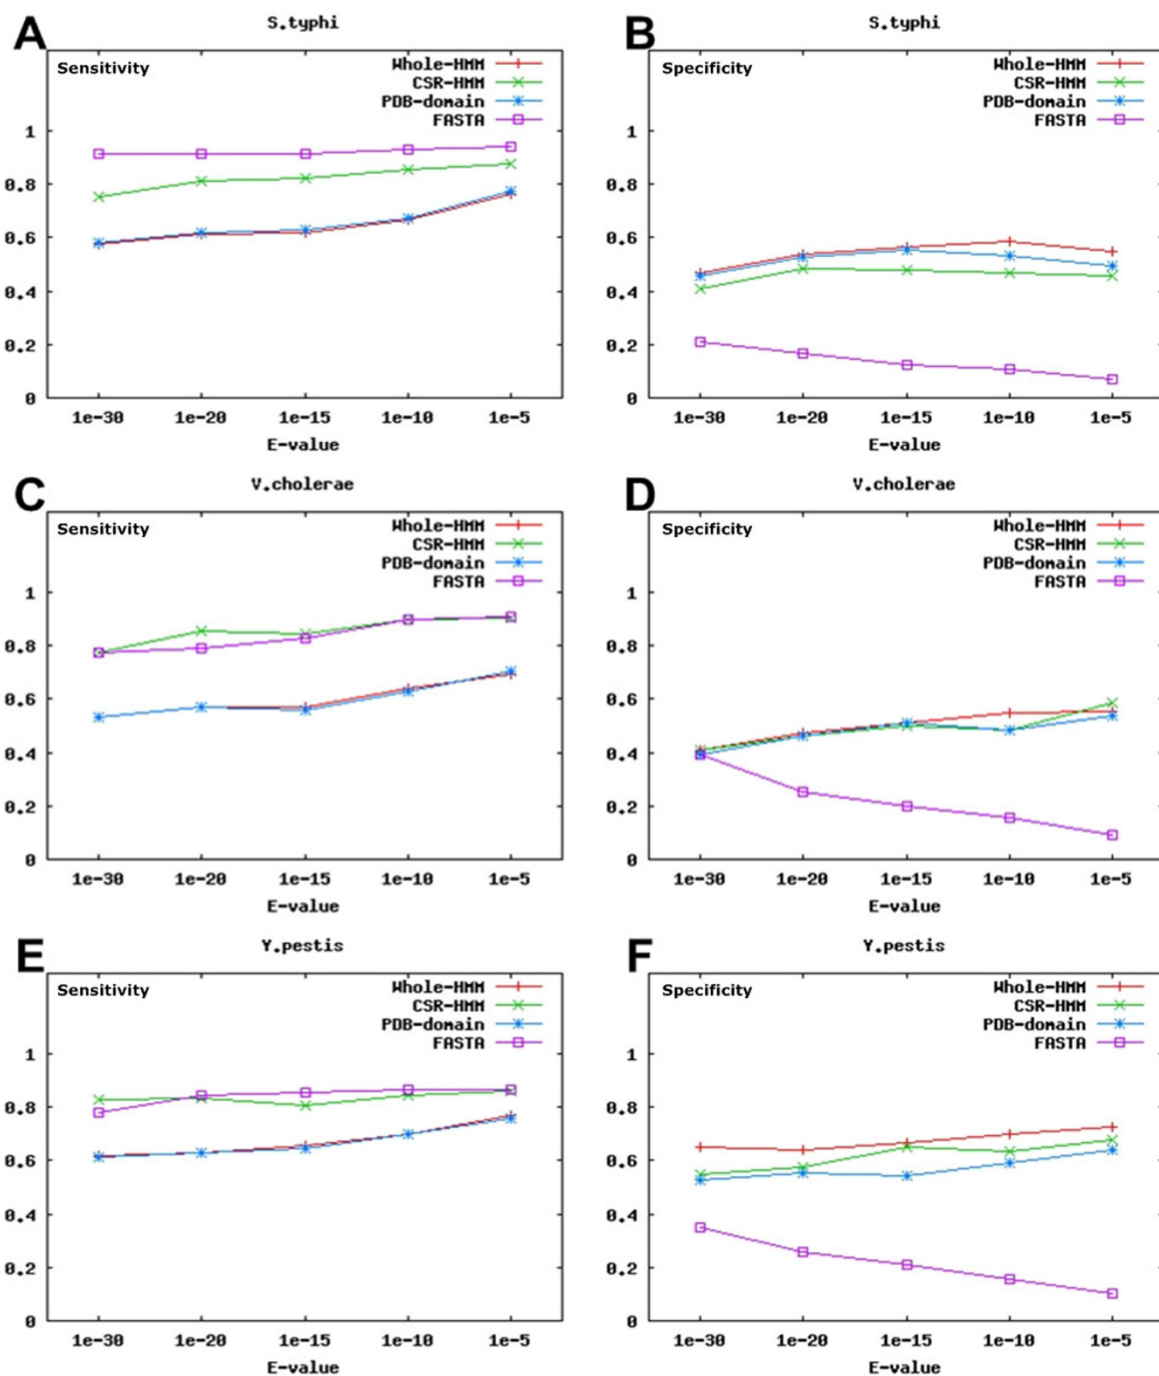 A
S.typhi
Sensitivity
Whole-HMM
CSR-HMM
PDB-domain
FASTA
1
0.8
0.6
0.4
0.2
0
1e-30 1e-20 1e-15 1e-10 1e-5
E-value
B
S.typhi
Specificity
Whole-HMM
CSR-HMM
PDB-domain
FASTA
1
0.8
0.6
0.4
0.2
0
1e-30 1e-20 1e-15 1e-10 1e-5
E-value
C
V.cholerae
Sensitivity
Whole-HMM
CSR-HMM
PDB-domain
FASTA
1
0.8
0.6
0.4
0.2
0
1e-30 1e-20 1e-15 1e-10 1e-5
E-value
D
V.cholerae
Specificity
Whole-HMM
CSR-HMM
PDB-domain
FASTA
1
0.8
0.6
0.4
0.2
0
1e-30 1e-20 1e-15 1e-10 1e-5
E-value
E
Y.pestis
Sensitivity
Whole-HMM
CSR-HMM
PDB-domain
FASTA
1
0.8
0.6
0.4
0.2
0
1e-30 1e-20 1e-15 1e-10 1e-5
E-value
F
Y.pestis
Specificity
Whole-HMM
CSR-HMM
PDB-domain
FASTA
1
0.8
0.6
0.4
0.2
0
1e-30 1e-20 1e-15 1e-10 1e-5
E-value